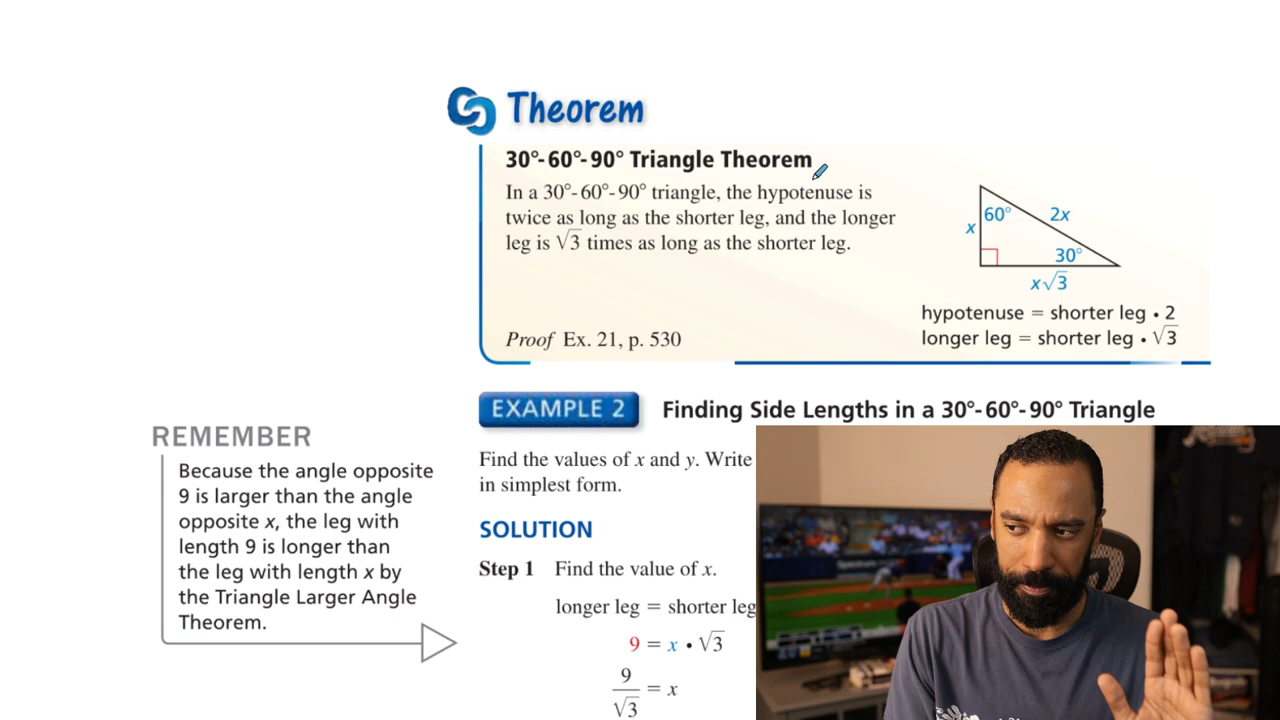 Theorem
30°-60°-90° Triangle Theorem
In a 30°-60°-90° triangle, the hypotenuse is
twice as long as the shorter leg, and the longer
leg is √3 times as long as the shorter leg.
Proof Ex. 21, p. 530
60°
2x
x
30°
x√3
hypotenuse = shorter leg • 2
longer leg = shorter leg • √3
EXAMPLE 2
Finding Side Lengths in a 30°-60°-90° Triangle
REMEMBER
Because the angle opposite
9 is larger than the angle
opposite x, the leg with
length 9 is longer than
the leg with length x by
the Triangle Larger Angle
Theorem.
Find the values of x and y. Write
in simplest form.
SOLUTION
Step 1 Find the value of x.
longer leg = shorter leg
9 = x • √3
9/√3 = x